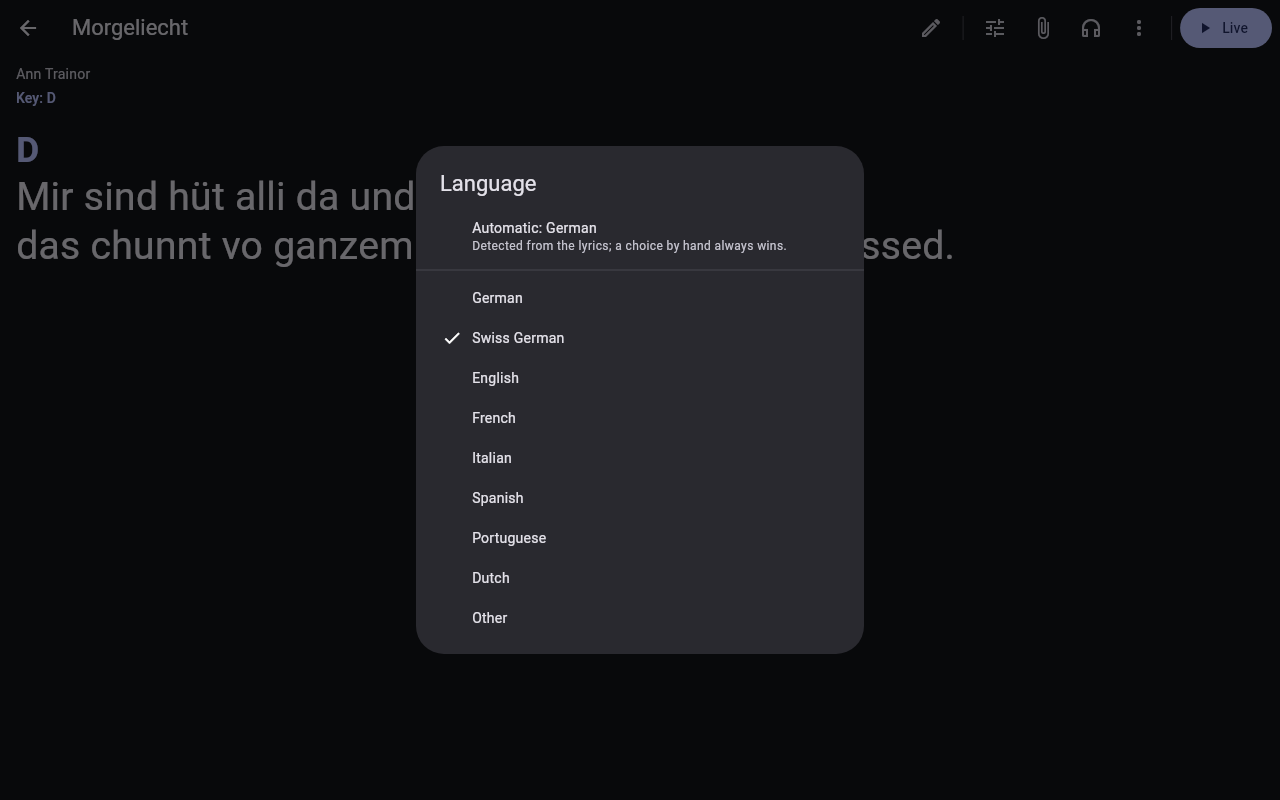 Morgeliecht
Live
Ann Trainor
Key: D
D
Mir sind hüt alli da und
das chunnt vo ganzem
ssed.
Language
Automatic: German
Detected from the lyrics; a choice by hand always wins.
German
Swiss German
English
French
Italian
Spanish
Portuguese
Dutch
Other